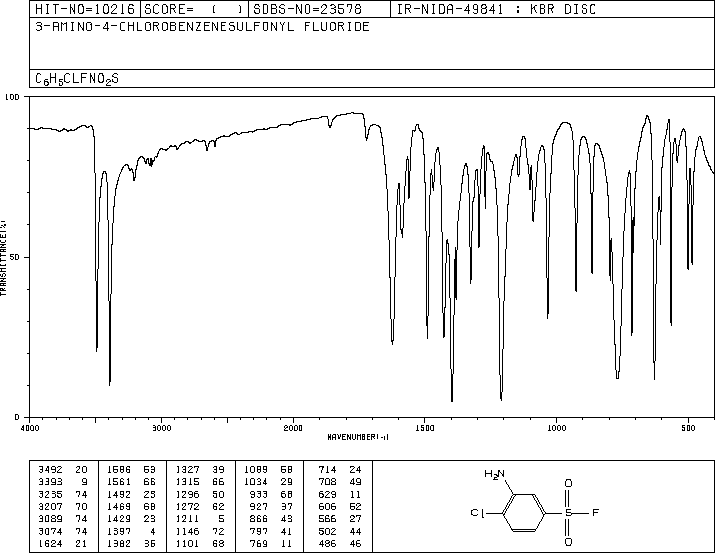 HIT-NO=10216 SCORE= ( ) SDBS-NO=23578 IR-NIDA-49841 : KBR DISC
3-AMINO-4-CHLOROBENZENESULFONYL FLUORIDE
C6H5CLFNO2S
100
50
0
TRANSMITTANCE(%)
4000 3000 2000 1500 1000 500
WAVENUMBER(-1)
3492 20 1586 53 1327 39 1089 58 714 24
3393 9 1561 66 1315 66 1034 29 708 49
3235 74 1492 23 1296 50 933 68 629 11
3207 70 1469 68 1272 62 927 37 606 52
3089 74 1429 23 1211 5 866 43 566 27
3074 74 1397 4 1146 72 797 41 502 44
1624 21 1382 35 1101 68 769 11 486 46
H2N
O
Cl S F
O